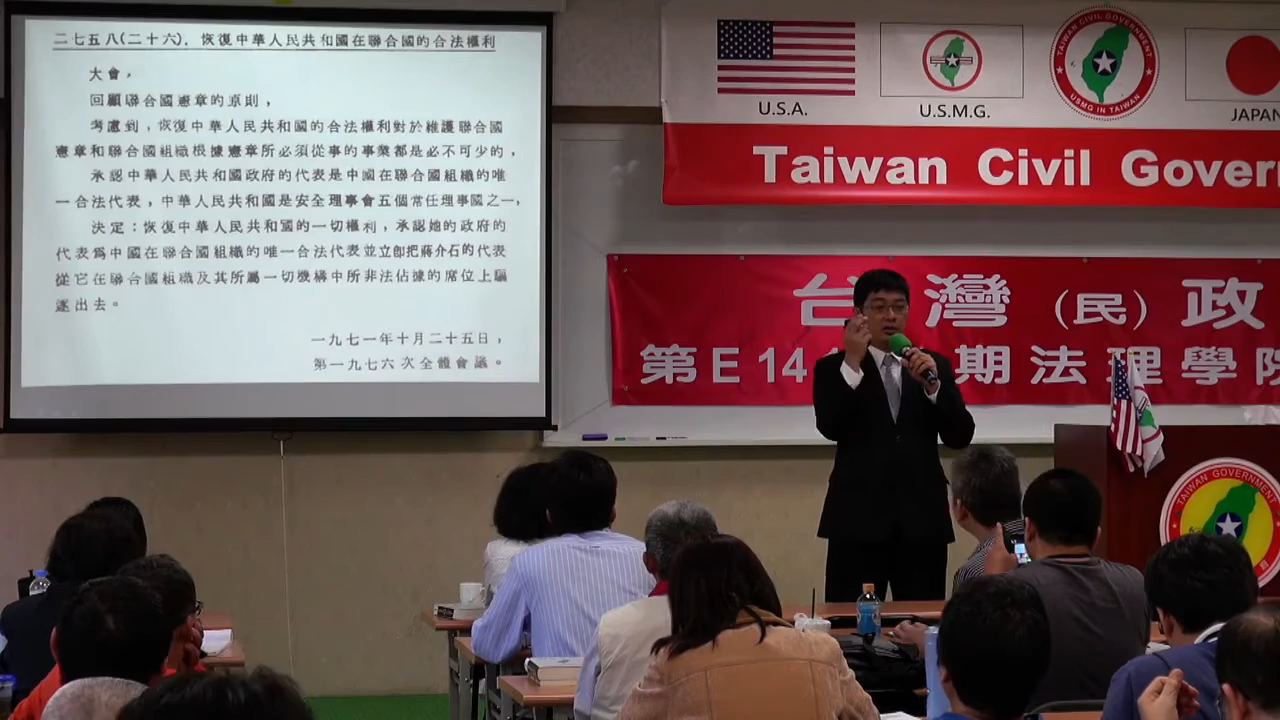 二七五八(二十六). 恢復中華人民共和國在聯合國的合法權利
大會，
回顧聯合國憲章的原則，
考慮到，恢復中華人民共和國的合法權利對於維護聯合國
憲章和聯合國組織根據憲章所必須從事的事業都是必不可少的，
承認中華人民共和國政府的代表是中國在聯合國組織的唯
一合法代表，中華人民共和國是安全理事會五個常任理事國之一，
決定：恢復中華人民共和國的一切權利，承認她的政府的
代表爲中國在聯合國組織的唯一合法代表並立即把蔣介石的代表
從它在聯合國組織及其所屬一切機構中所非法佔據的席位上驅
逐出去。
一九七一年十月二十五日，
第一九七六次全體會議。
U.S.A.
U.S.M.G.
TAIWAN CIVIL GOVERNMENT
USMG IN TAIWAN
JAPAN
Taiwan Civil Gover
台灣(民)政
第E14 期法理學院
TAIWAN GOVERNMENT